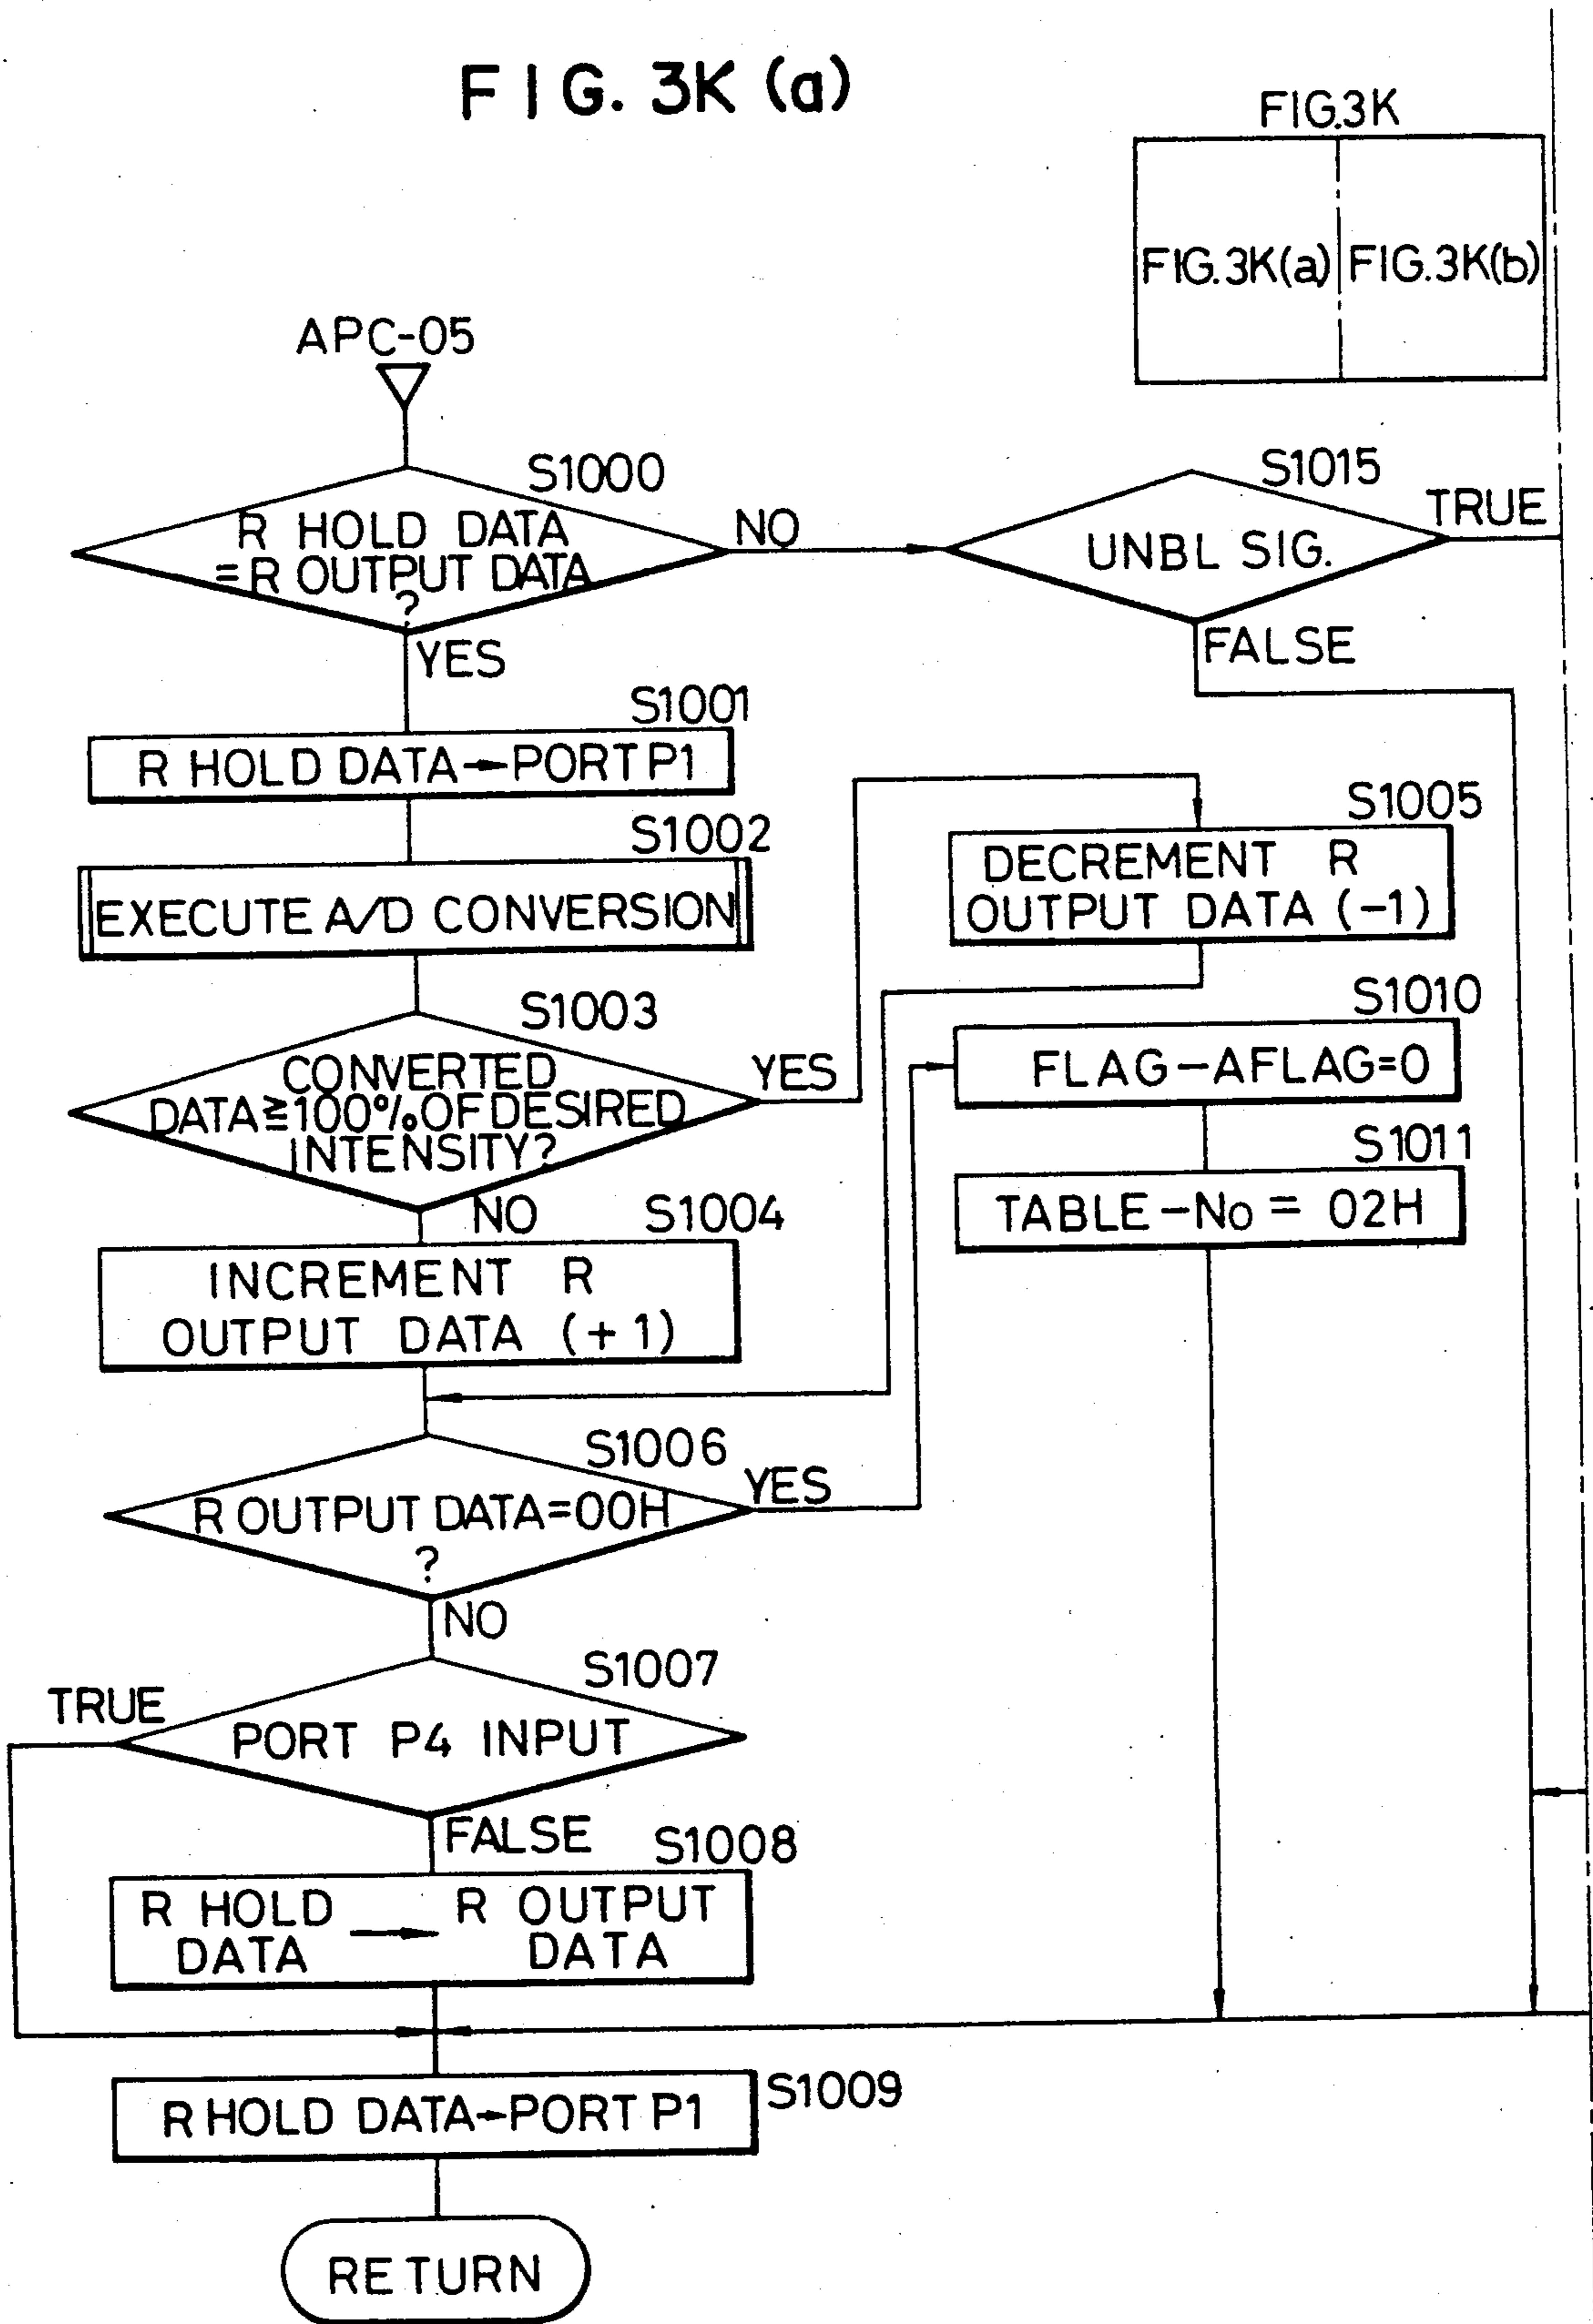 FIG. 3K (a)
FIG.3K
FIG.3K(a)
FIG.3K(b)
APC-05
S1000
R HOLD DATA
=R OUTPUT DATA
?
NO
YES
S1015
UNBL SIG.
TRUE
FALSE
S1001
R HOLD DATA→PORT P1
S1002
EXECUTE A/D CONVERSION
S1003
CONVERTED
DATA≧100% OF DESIRED
INTENSITY?
YES
NO
S1004
INCREMENT R
OUTPUT DATA (+1)
S1005
DECREMENT R
OUTPUT DATA (-1)
S1010
FLAG-AFLAG=0
S1011
TABLE-No = 02H
S1006
R OUTPUT DATA=00H
?
YES
NO
S1007
PORT P4 INPUT
TRUE
FALSE
S1008
R HOLD → R OUTPUT
DATA DATA
S1009
R HOLD DATA→PORT P1
RETURN